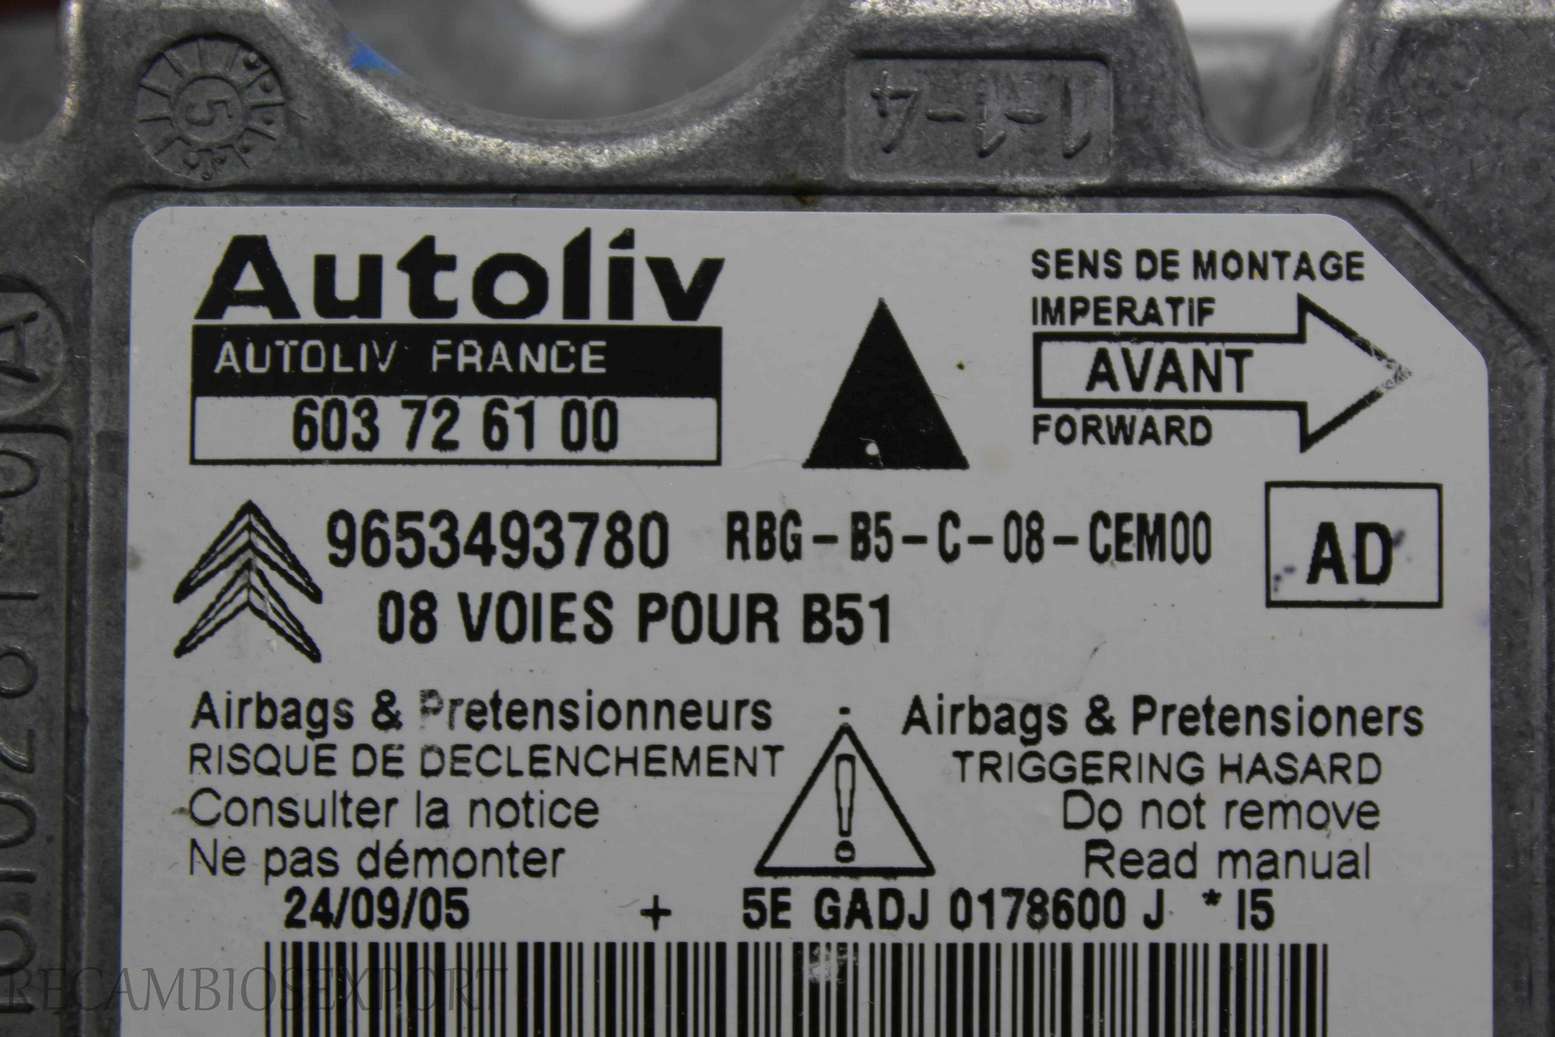 5
Autoliv
AUTOLIV FRANCE
603 72 61 00
SENS DE MONTAGE
IMPERATIF
AVANT
FORWARD
9653493780 RBG-B5-C-08-CEM00
AD
08 VOIES POUR B51
Airbags & Pretensionneurs
RISQUE DE DECLENCHEMENT
Consulter la notice
Ne pas démonter
Airbags & Pretensioners
TRIGGERING HASARD
Do not remove
Read manual
24/09/05 + 5E GADJ 0178600 J * I5
RECAMBIOSEXPORT